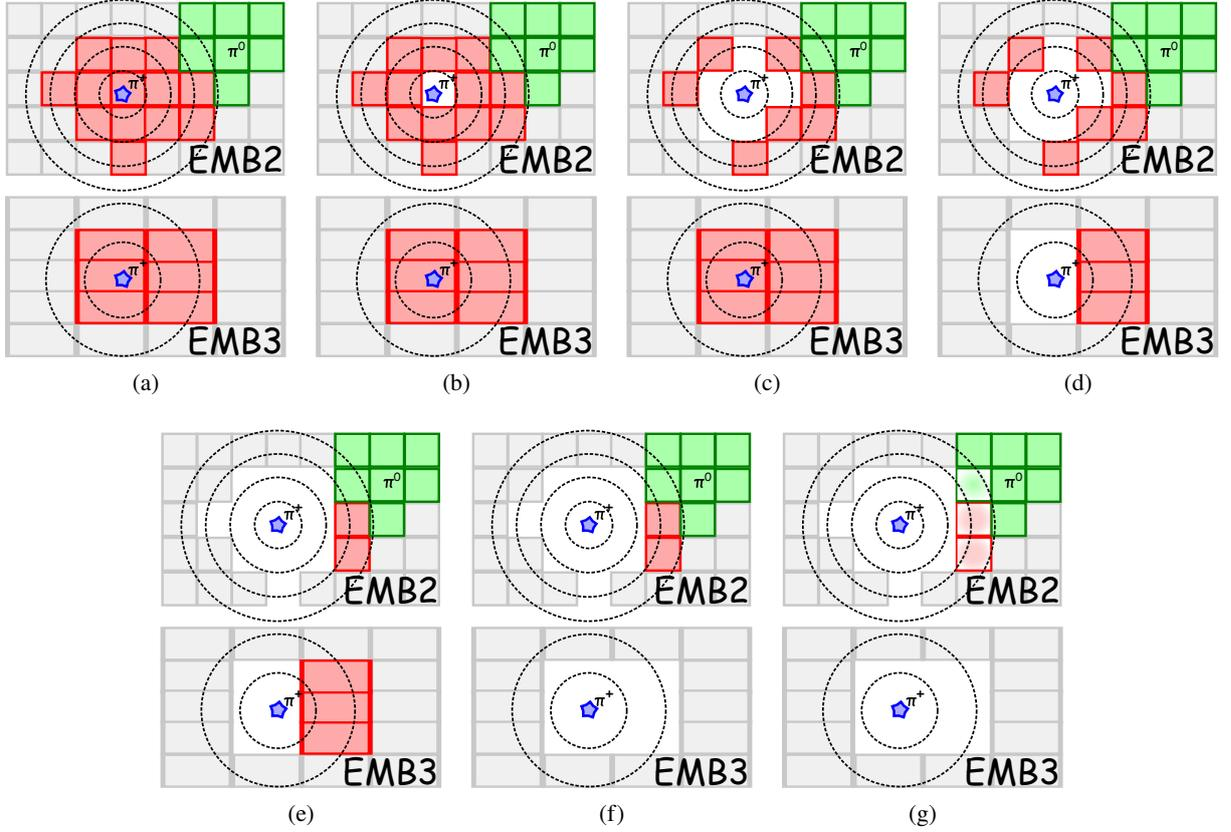 π⁰ π⁰ π⁰ π⁰
π⁺ π⁺ π⁺ π⁺
EMB2 EMB2 EMB2 EMB2
π⁺ π⁺ π⁺ π⁺
EMB3 EMB3 EMB3 EMB3
(a) (b) (c) (d)
π⁰ π⁰ π⁰
π⁺ π⁺ π⁺
EMB2 EMB2 EMB2
π⁺ π⁺ π⁺
EMB3 EMB3 EMB3
(e) (f) (g)